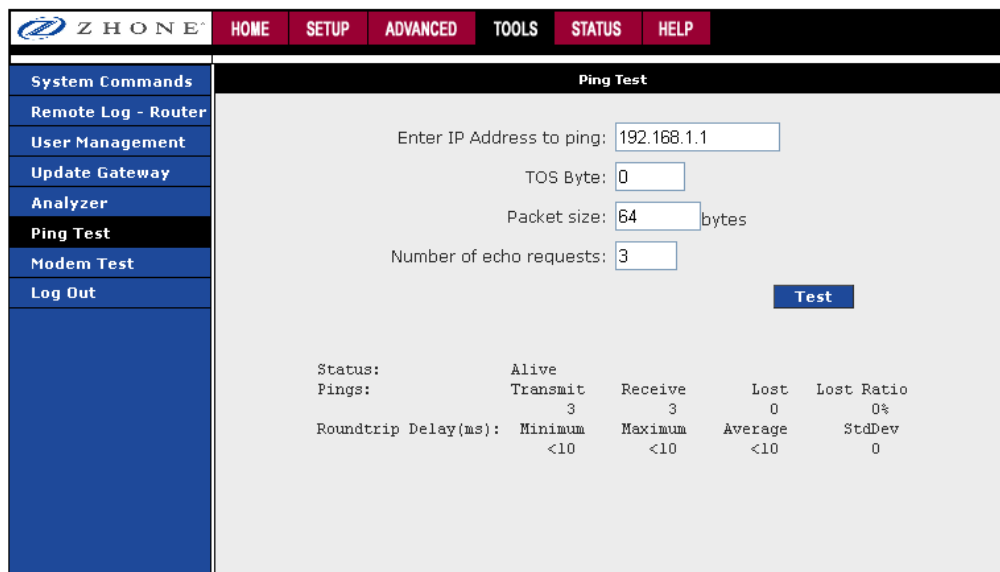 ZHONE HOME SETUP ADVANCED TOOLS STATUS HELP
System Commands
Remote Log - Router
User Management
Update Gateway
Analyzer
Ping Test
Modem Test
Log Out
Ping Test
Enter IP Address to ping: 192.168.1.1
TOS Byte: 0
Packet size: 64 bytes
Number of echo requests: 3
Test
Status: Alive
Pings: Transmit Receive Lost Lost Ratio
3 3 0 0%
Roundtrip Delay(ms): Minimum Maximum Average StdDev
<10 <10 <10 0